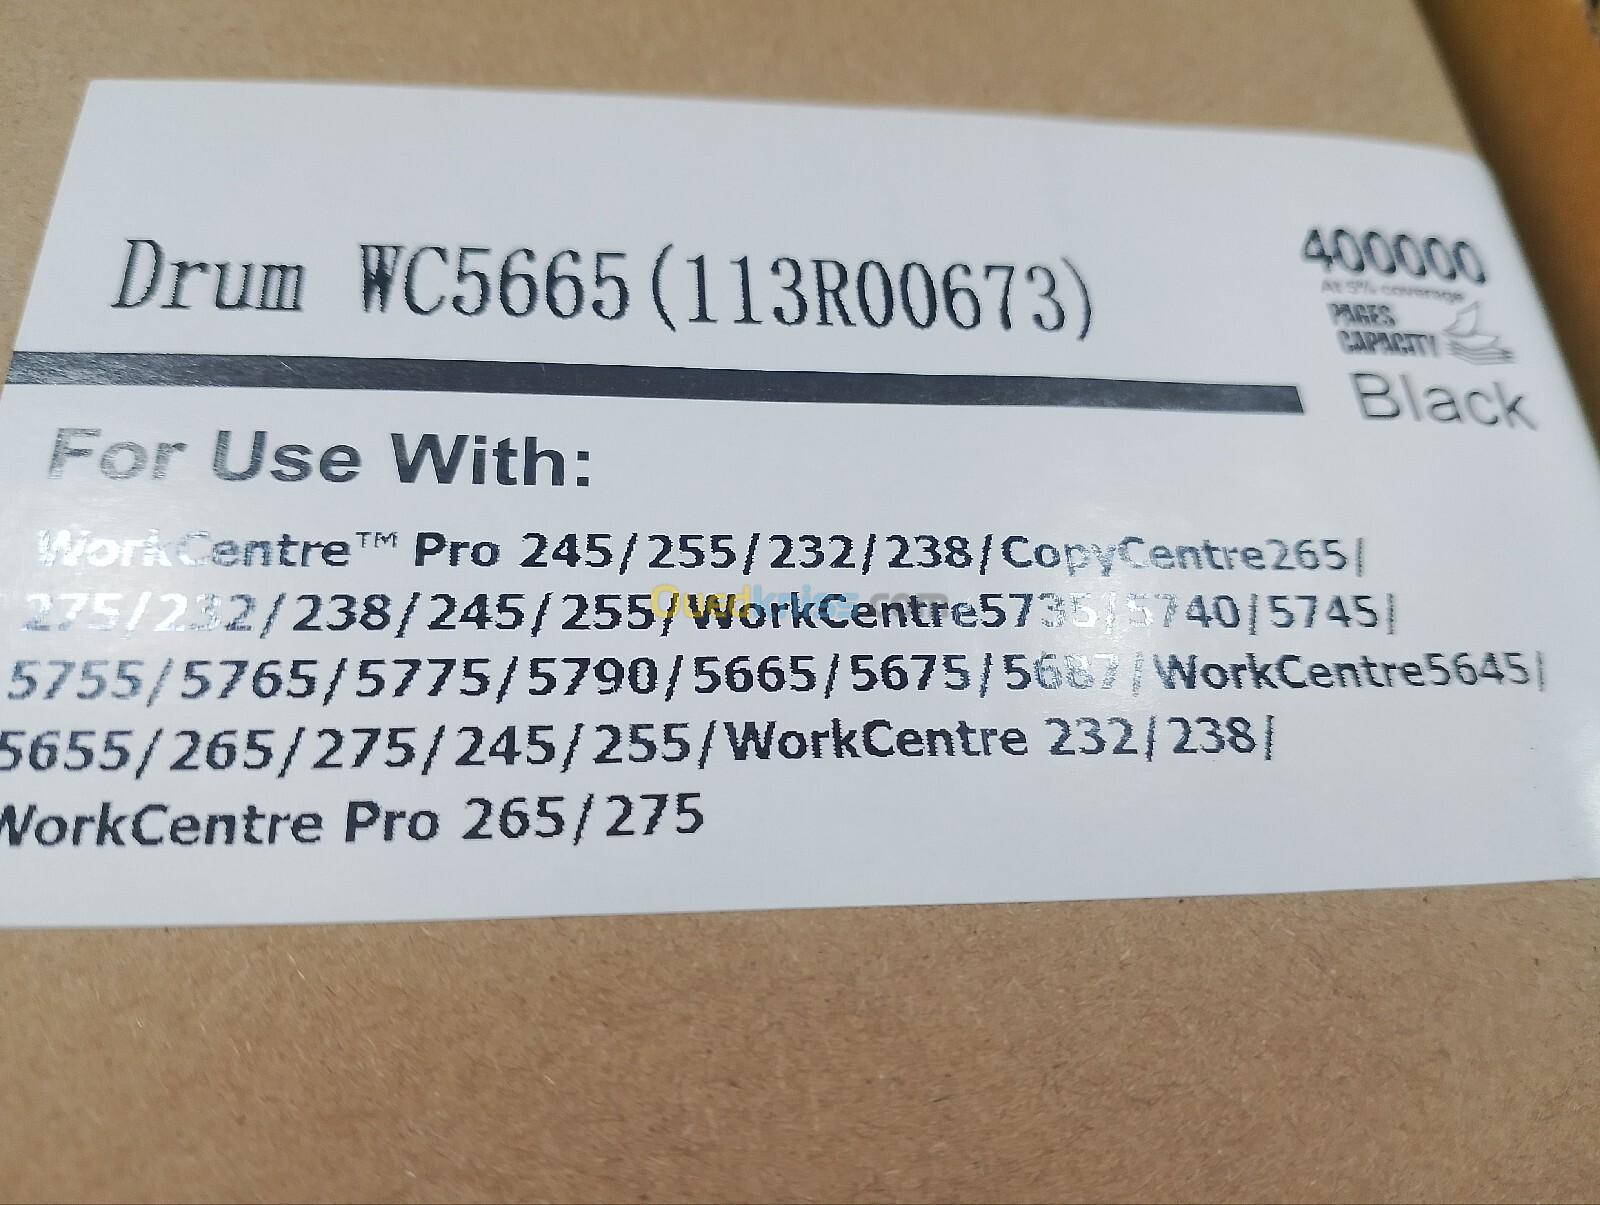 Drum WC5665(113R00673)
400000
At 5% coverage
PAGES
CAPACITY
Black
For Use With:
WorkCentre™ Pro 245/255/232/238/CopyCentre265/
275/232/238/245/255/WorkCentre5735/5740/5745/
5755/5765/5775/5790/5665/5675/5687/WorkCentre5645/
5655/265/275/245/255/WorkCentre 232/238/
WorkCentre Pro 265/275
Ouedkniss.com